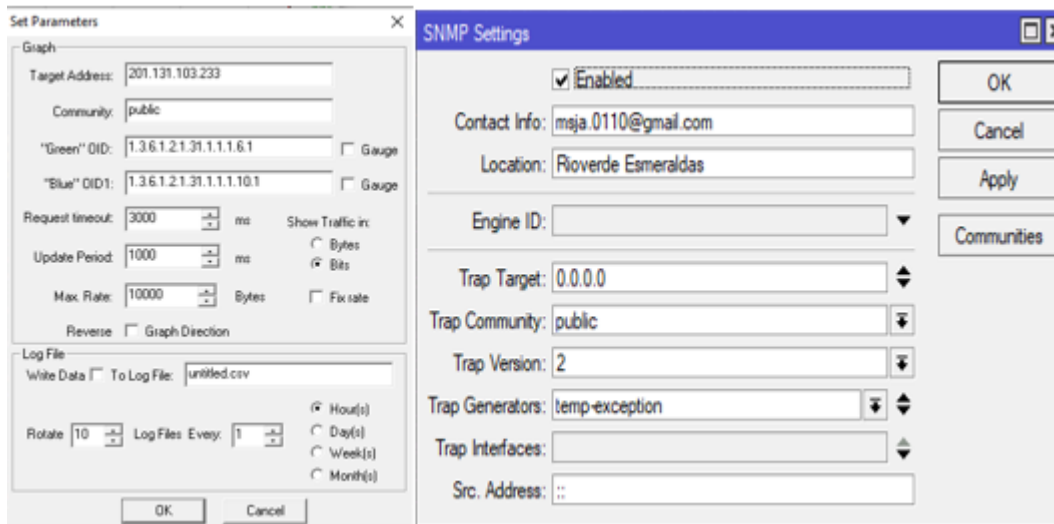 Set Parameters
Graph
Target Address: 201.131.103.233
Community: public
"Green" OID: 1.3.6.1.2.1.31.1.1.1.6.1 Gauge
"Blue" OID1: 1.3.6.1.2.1.31.1.1.1.10.1 Gauge
Request timeout: 3000 ms Show Traffic in:
Bytes
Update Period: 1000 ms
Bits
Max. Rate: 10000 Bytes Fix rate
Reverse Graph Direction
Log File
Write Data To Log File: untitled.csv
Hour(s)
Rotate 10 Log Files Every: 1 Day(s)
Week(s)
Month(s)
OK Cancel
SNMP Settings
Enabled
Contact Info: msja.0110@gmail.com
Location: Rioverde Esmeraldas
Engine ID:
Trap Target: 0.0.0.0
Trap Community: public
Trap Version: 2
Trap Generators: temp-exception
Trap Interfaces:
Src. Address: ::
OK
Cancel
Apply
Communities